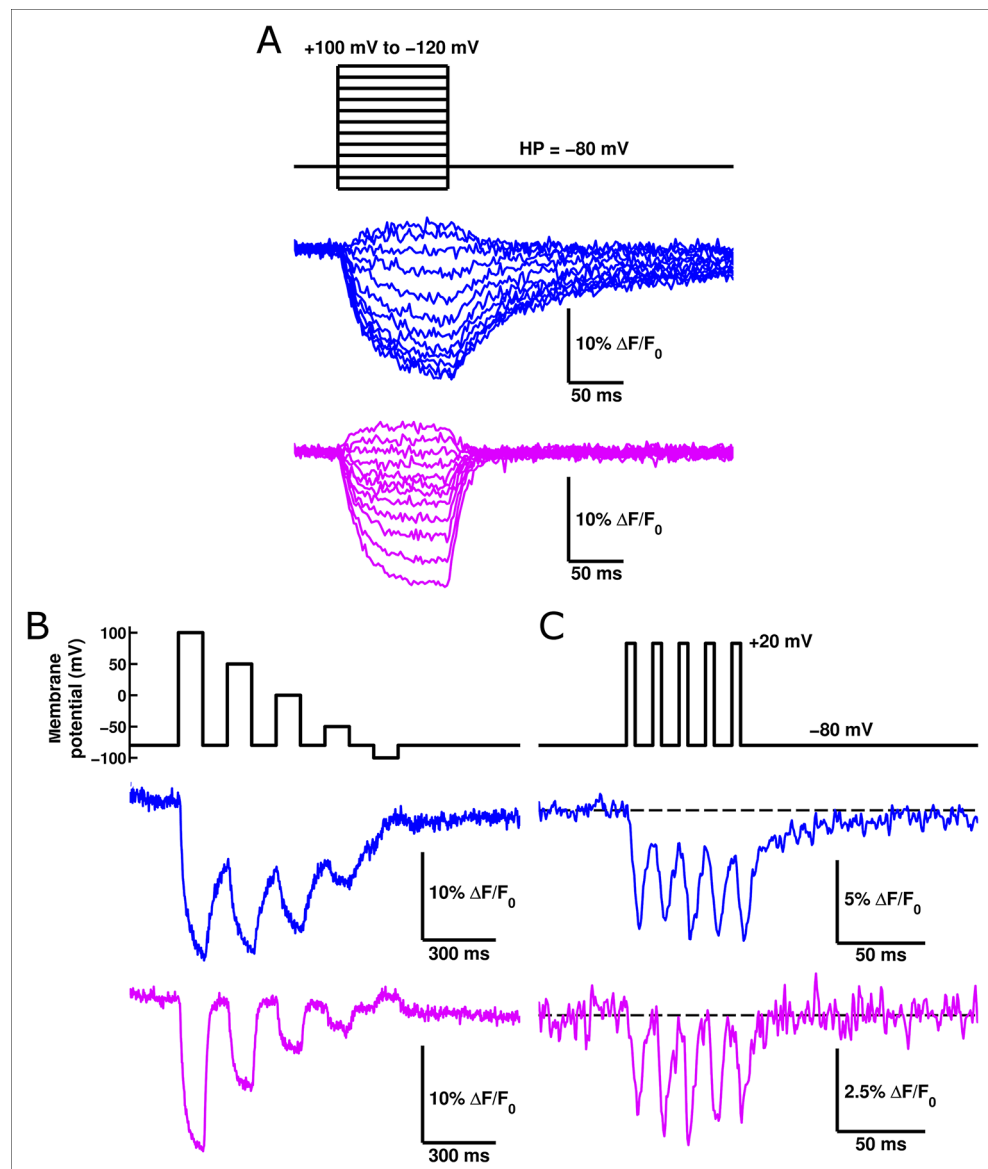 A
+100 mV to −120 mV
HP = −80 mV
10% ΔF/F0
50 ms
10% ΔF/F0
50 ms
B
Membrane
potential (mV)
100
50
0
−50
−100
10% ΔF/F0
300 ms
10% ΔF/F0
300 ms
C
+20 mV
−80 mV
5% ΔF/F0
50 ms
2.5% ΔF/F0
50 ms